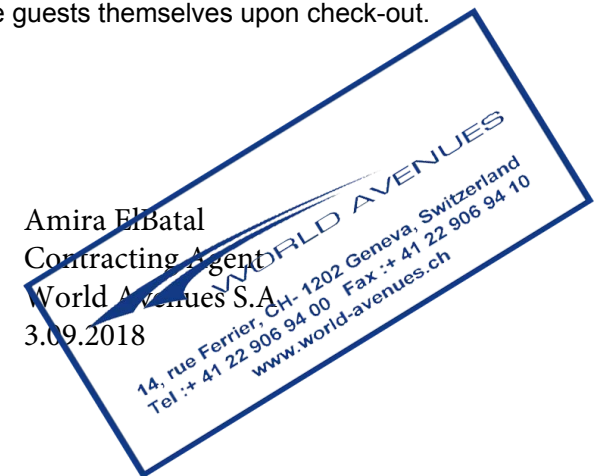 e guests themselves upon check-out.
Amira ElBatal
Contracting Agent
World Avenues S.A.
3.09.2018
WORLD AVENUES
14, rue Ferrier, CH- 1202 Geneva, Switzerland
Tel :+ 41 22 906 94 00 Fax :+ 41 22 906 94 10
www.world-avenues.ch